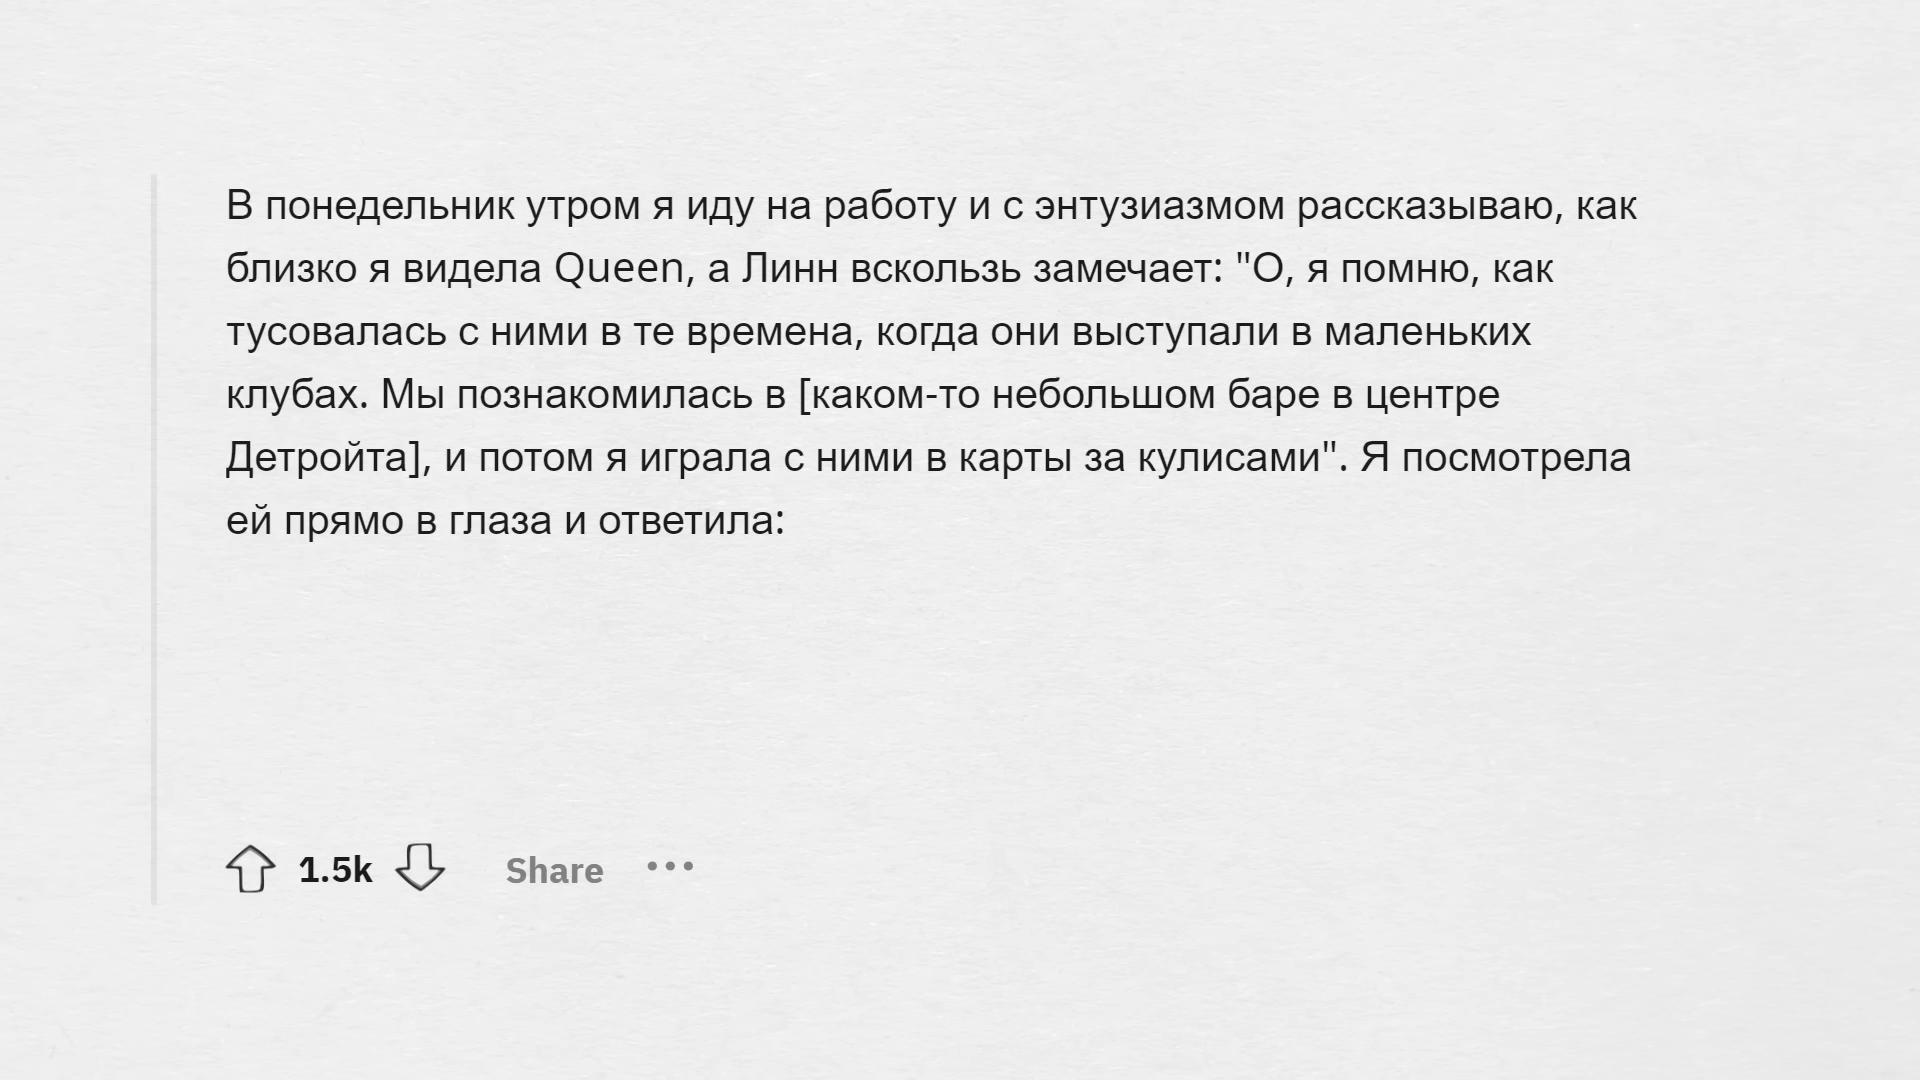 В понедельник утром я иду на работу и с энтузиазмом рассказываю, как
близко я видела Queen, а Линн вскользь замечает: "О, я помню, как
тусовалась с ними в те времена, когда они выступали в маленьких
клубах. Мы познакомилась в [каком-то небольшом баре в центре
Детройта], и потом я играла с ними в карты за кулисами". Я посмотрела
ей прямо в глаза и ответила:
1.5k Share